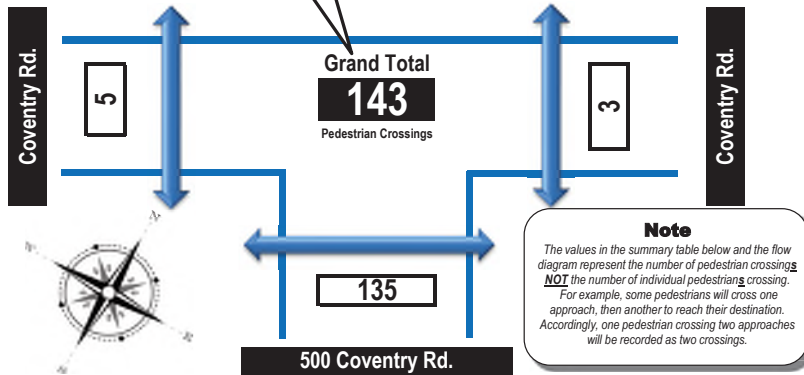 Coventry Rd.
5
Grand Total
143
Pedestrian Crossings
3
Coventry Rd.
135
500 Coventry Rd.
Note
The values in the summary table below and the flow
diagram represent the number of pedestrian crossings
NOT the number of individual pedestrians crossing.
For example, some pedestrians will cross one
approach, then another to reach their destination.
Accordingly, one pedestrian crossing two approaches
will be recorded as two crossings.